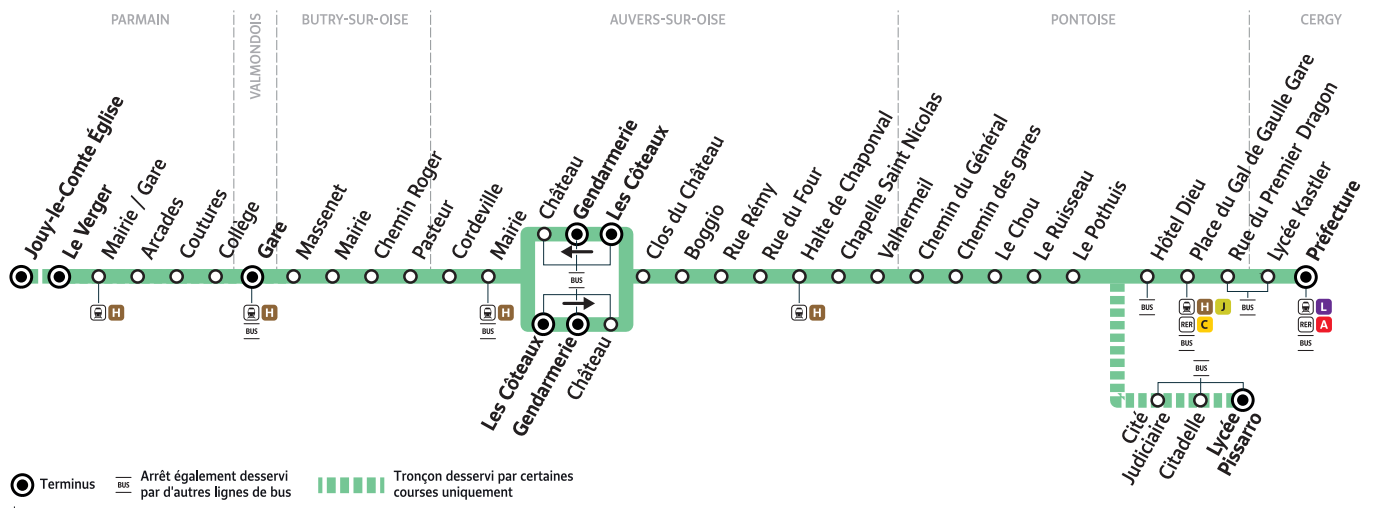 PARMAIN
VALMONDOIS
BUTRY-SUR-OISE
AUVERS-SUR-OISE
PONTOISE
CERGY
Jouy-le-Comte Église
Le Verger
Mairie / Gare
Arcades
Coutures
Collège
Gare
Massenet
Mairie
Chemin Roger
Pasteur
Cordeville
Mairie
Château
Gendarmerie
Les Côteaux
Clos du Château
Boggio
Rue Rémy
Rue du Four
Halte de Chaponval
Chapelle Saint Nicolas
Valhermeil
Chemin du Général
Chemin des gares
Le Chou
Le Ruisseau
Le Pothuis
Hôtel Dieu
Place du Gal de Gaulle Gare
Rue du Premier Dragon
Lycée Kastler
Préfecture
BUS
H
H
BUS
H
BUS
Les Côteaux
Gendarmerie
Château
H
BUS
H J
RER C
BUS
BUS
L
RER A
BUS
BUS
Cité
Judiciaire
Citadelle
Lycée
Pissarro
Terminus
BUS
Arrêt également desservi
par d'autres lignes de bus
Tronçon desservi par certaines
courses uniquement